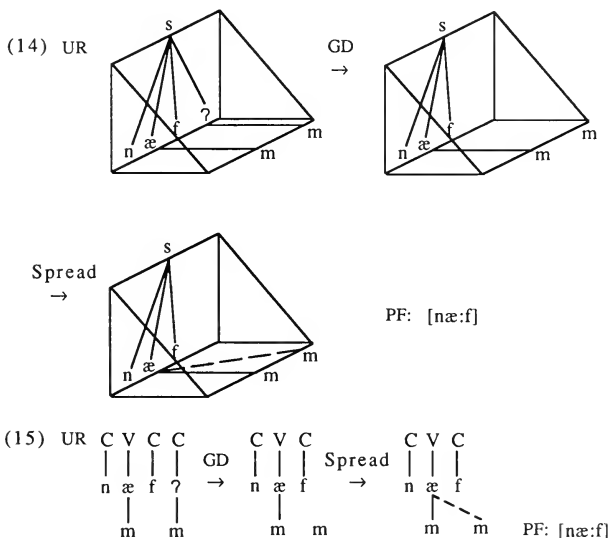 (14) UR s GD s
→
n æ f ? m m n æ f m m
Spread s
→
PF: [næ:f]
n æ f m m
(15) UR C V C C GD C V C Spread C V C
n æ f ? → n æ f → n æ f
m m m m m m PF: [næ:f]